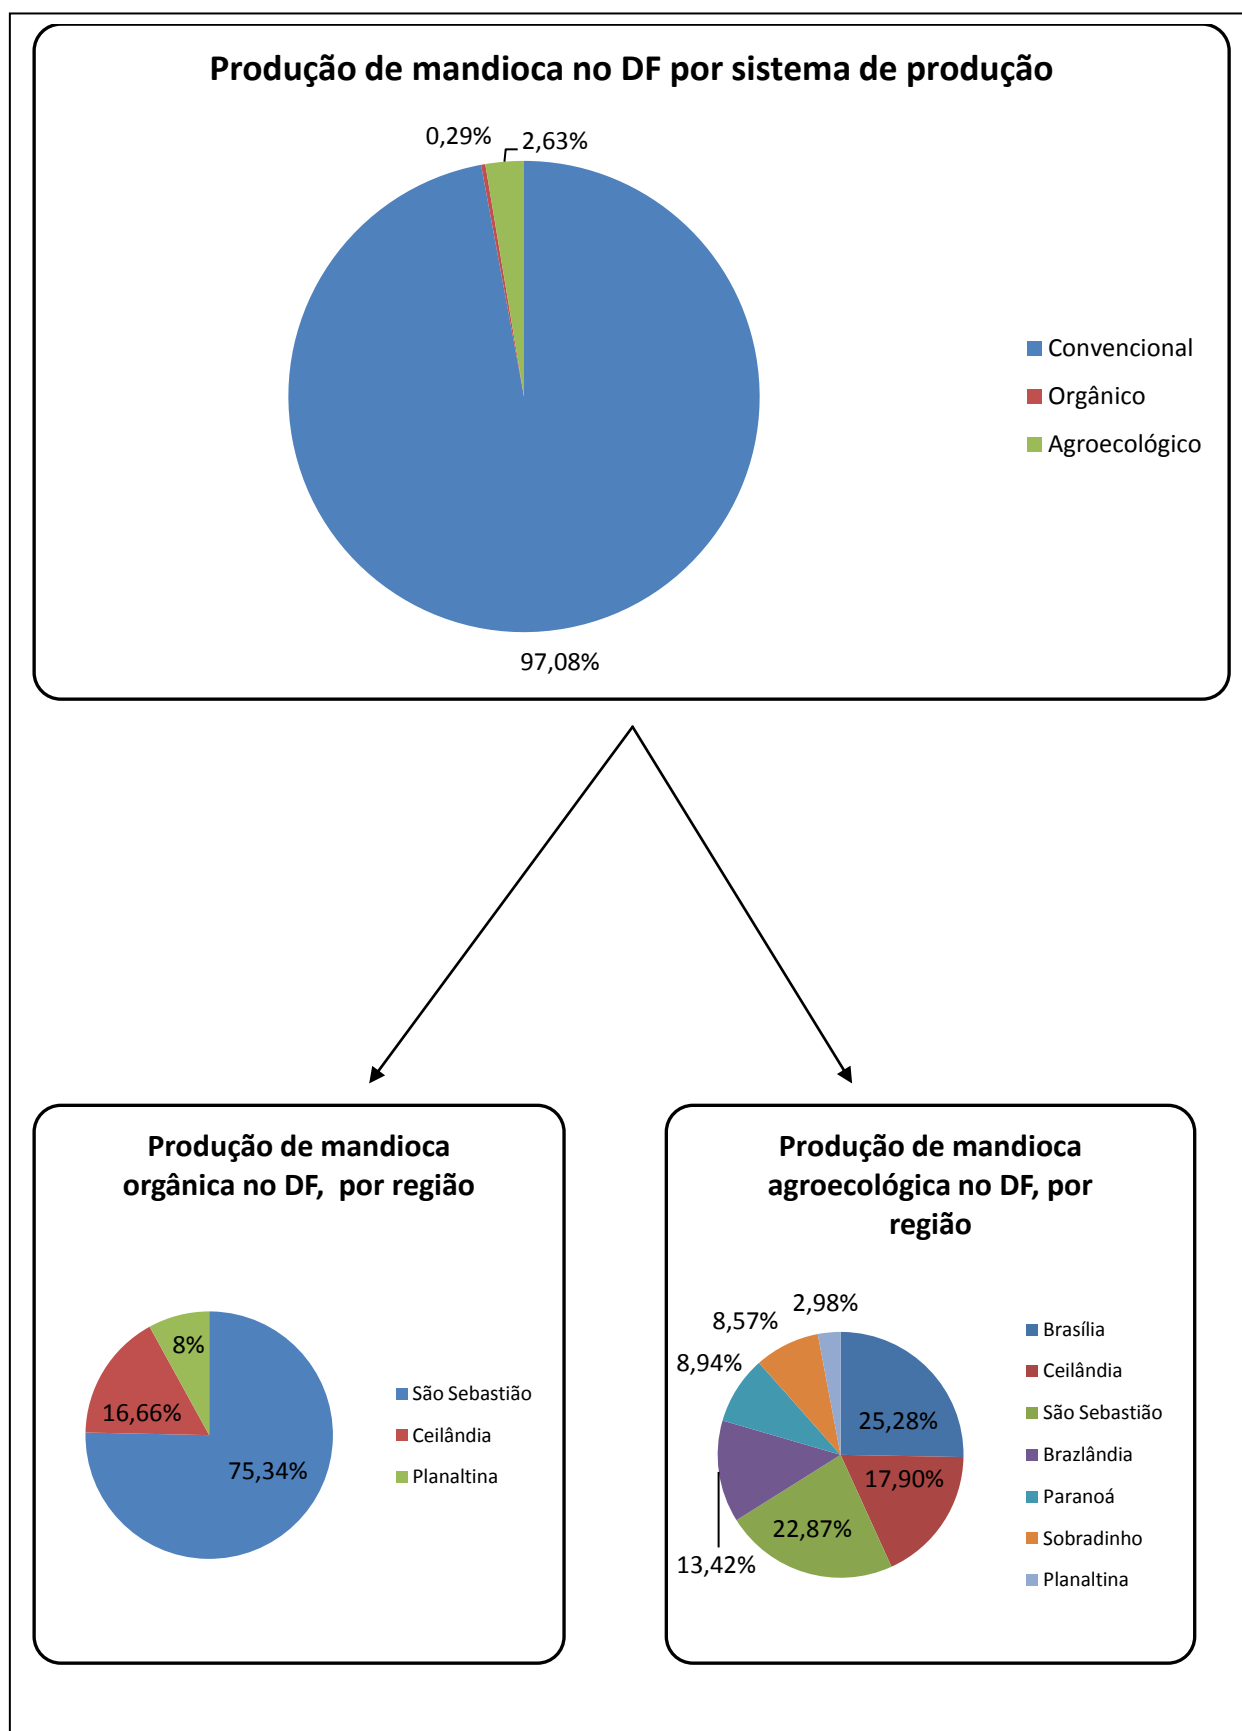 Produção de mandioca no DF por sistema de produção
0,29%
2,63%
97,08%
Convencional
Orgânico
Agroecológico
Produção de mandioca
orgânica no DF,  por região
8%
16,66%
75,34%
São Sebastião
Ceilândia
Planaltina
Produção de mandioca
agroecológica no DF, por
região
2,98%
8,57%
8,94%
25,28%
17,90%
22,87%
13,42%
Brasília
Ceilândia
São Sebastião
Brazlândia
Paranoá
Sobradinho
Planaltina